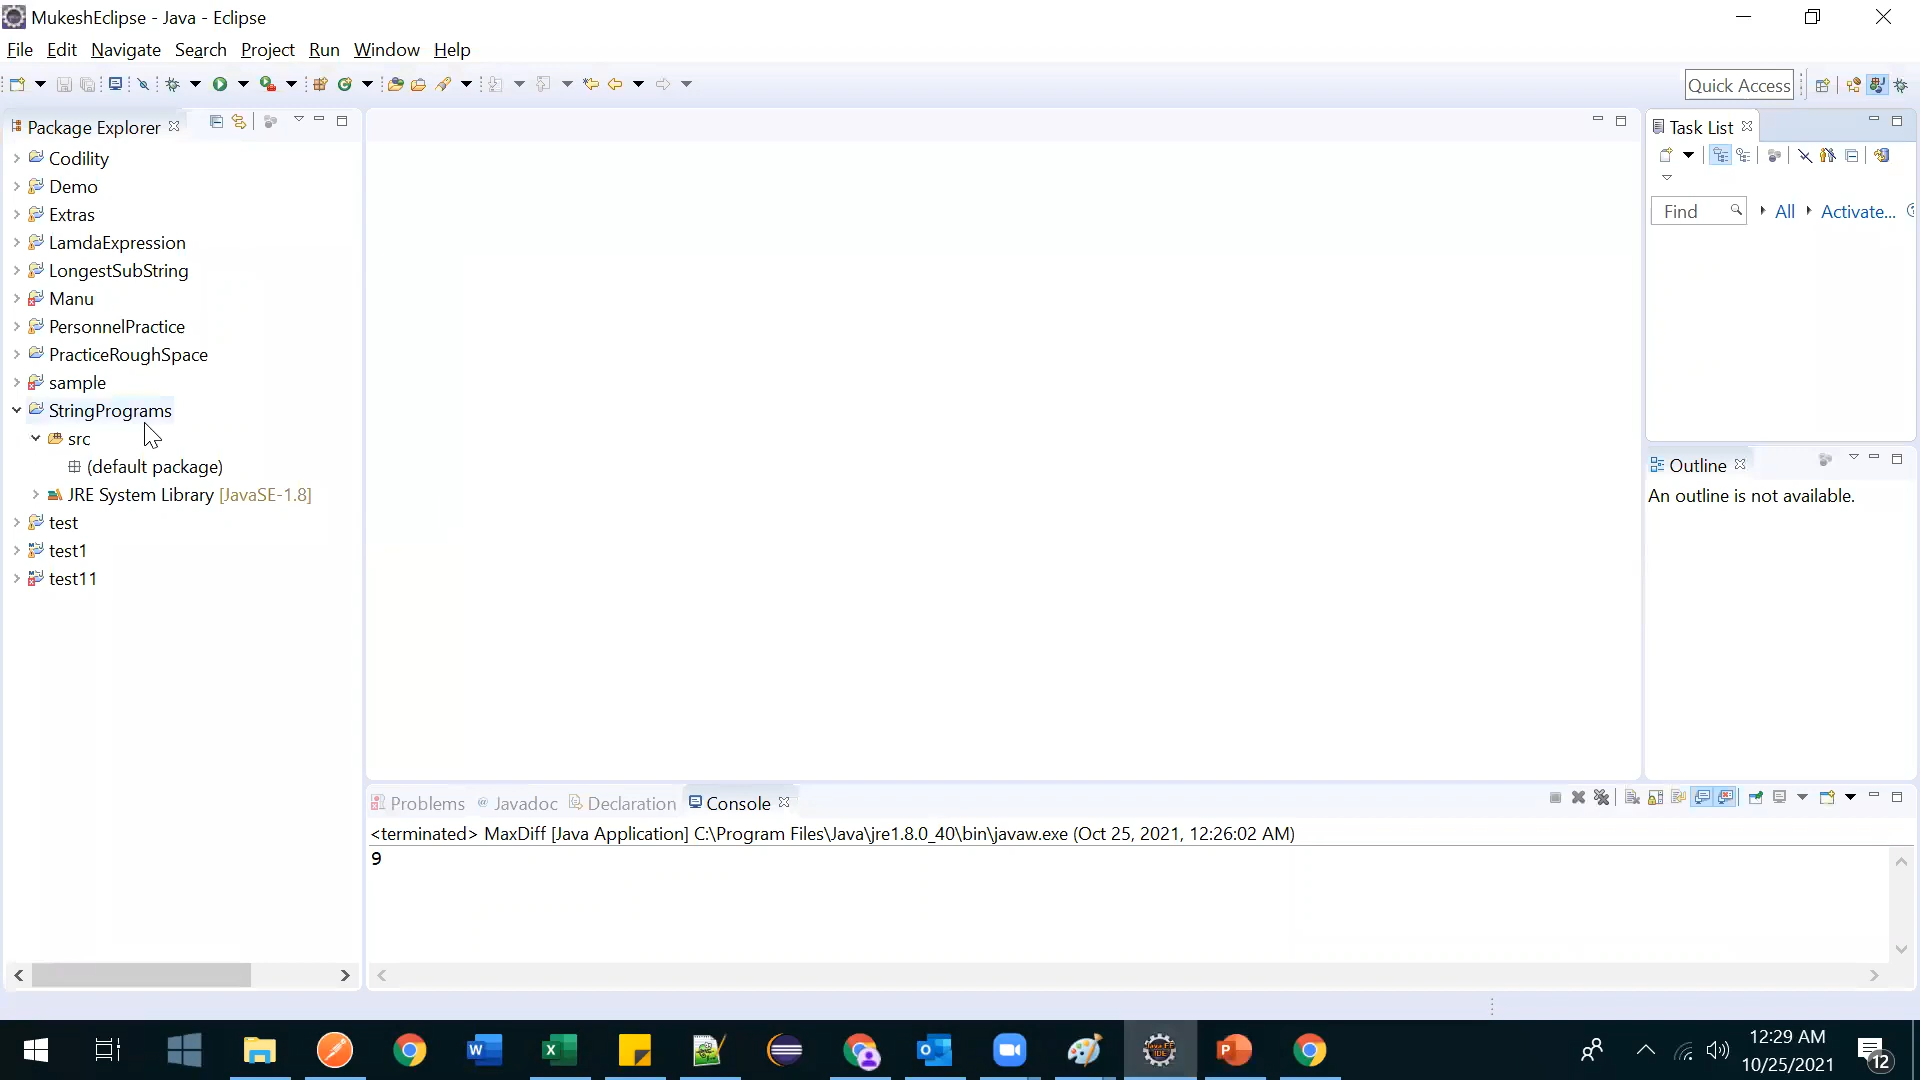 MukeshEclipse - Java - Eclipse
File Edit Navigate Search Project Run Window Help
Quick Access
Package Explorer
Codility
Demo
Extras
LamdaExpression
LongestSubString
Manu
PersonnelPractice
PracticeRoughSpace
sample
StringPrograms
src
(default package)
JRE System Library [JavaSE-1.8]
test
test1
test11
Task List
Find All Activate...
Outline
An outline is not available.
Problems Javadoc Declaration Console
<terminated> MaxDiff [Java Application] C:\Program Files\Java\jre1.8.0_40\bin\javaw.exe (Oct 25, 2021, 12:26:02 AM)
9
12:29 AM
10/25/2021
12